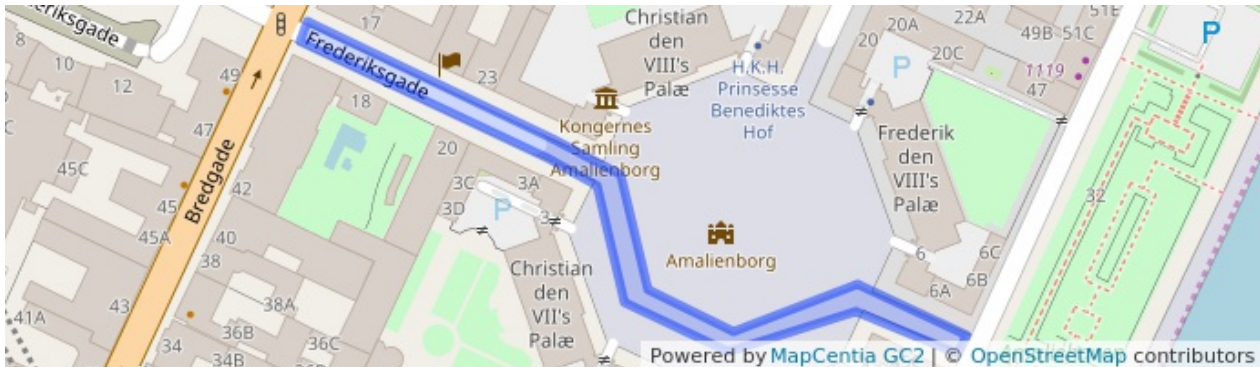 eriksgade
8
10
12
49
47
45C
45
45A
43
41A
Bredgade
42
40
38
38A
36B
36C
34
34B
17
Frederiksgade
23
18
20
3C
3A
3D
P
3
Christian
den
VII's
Palæ
Kongernes
Samling
Amalienborg
Christian
den
VIII's
Palæ
H.K.H.
Prinsesse
Benediktes
Hof
Amalienborg
20
20A
22A
20C
P
49B
51C
51E
1119
47
Frederik
den
VIII's
Palæ
6
6C
6B
6A
32
P
Powered by MapCentia GC2 | © OpenStreetMap contributors